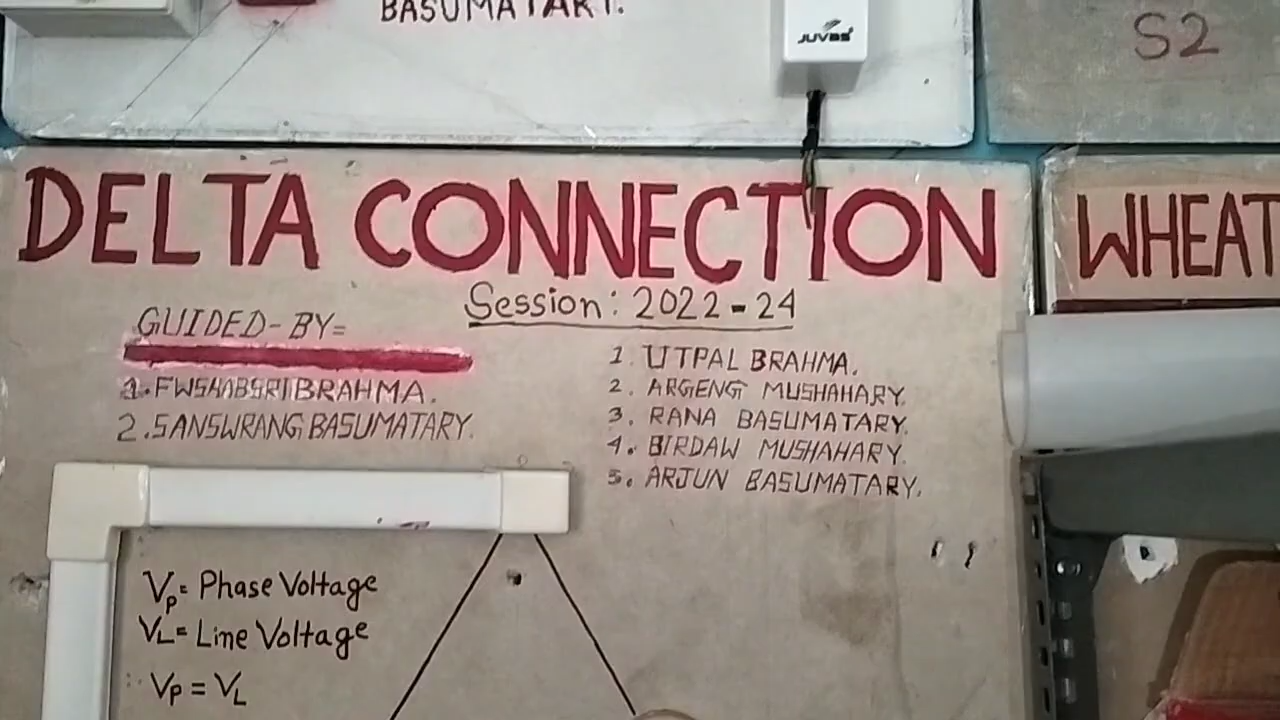 BASUMATARY.
JUVAS
S2
DELTA CONNECTION
WHEAT
Session: 2022-24
GUIDED-BY=
1. FWSHABSRI BRAHMA.
2. SANSWRANG BASUMATARY.
1. UTPAL BRAHMA.
2. ARGENG MUSHAHARY.
3. RANA BASUMATARY.
4. BIRDAW MUSHAHARY.
5. ARJUN BASUMATARY.
Vp= Phase Voltage
VL= Line Voltage
Vp = VL